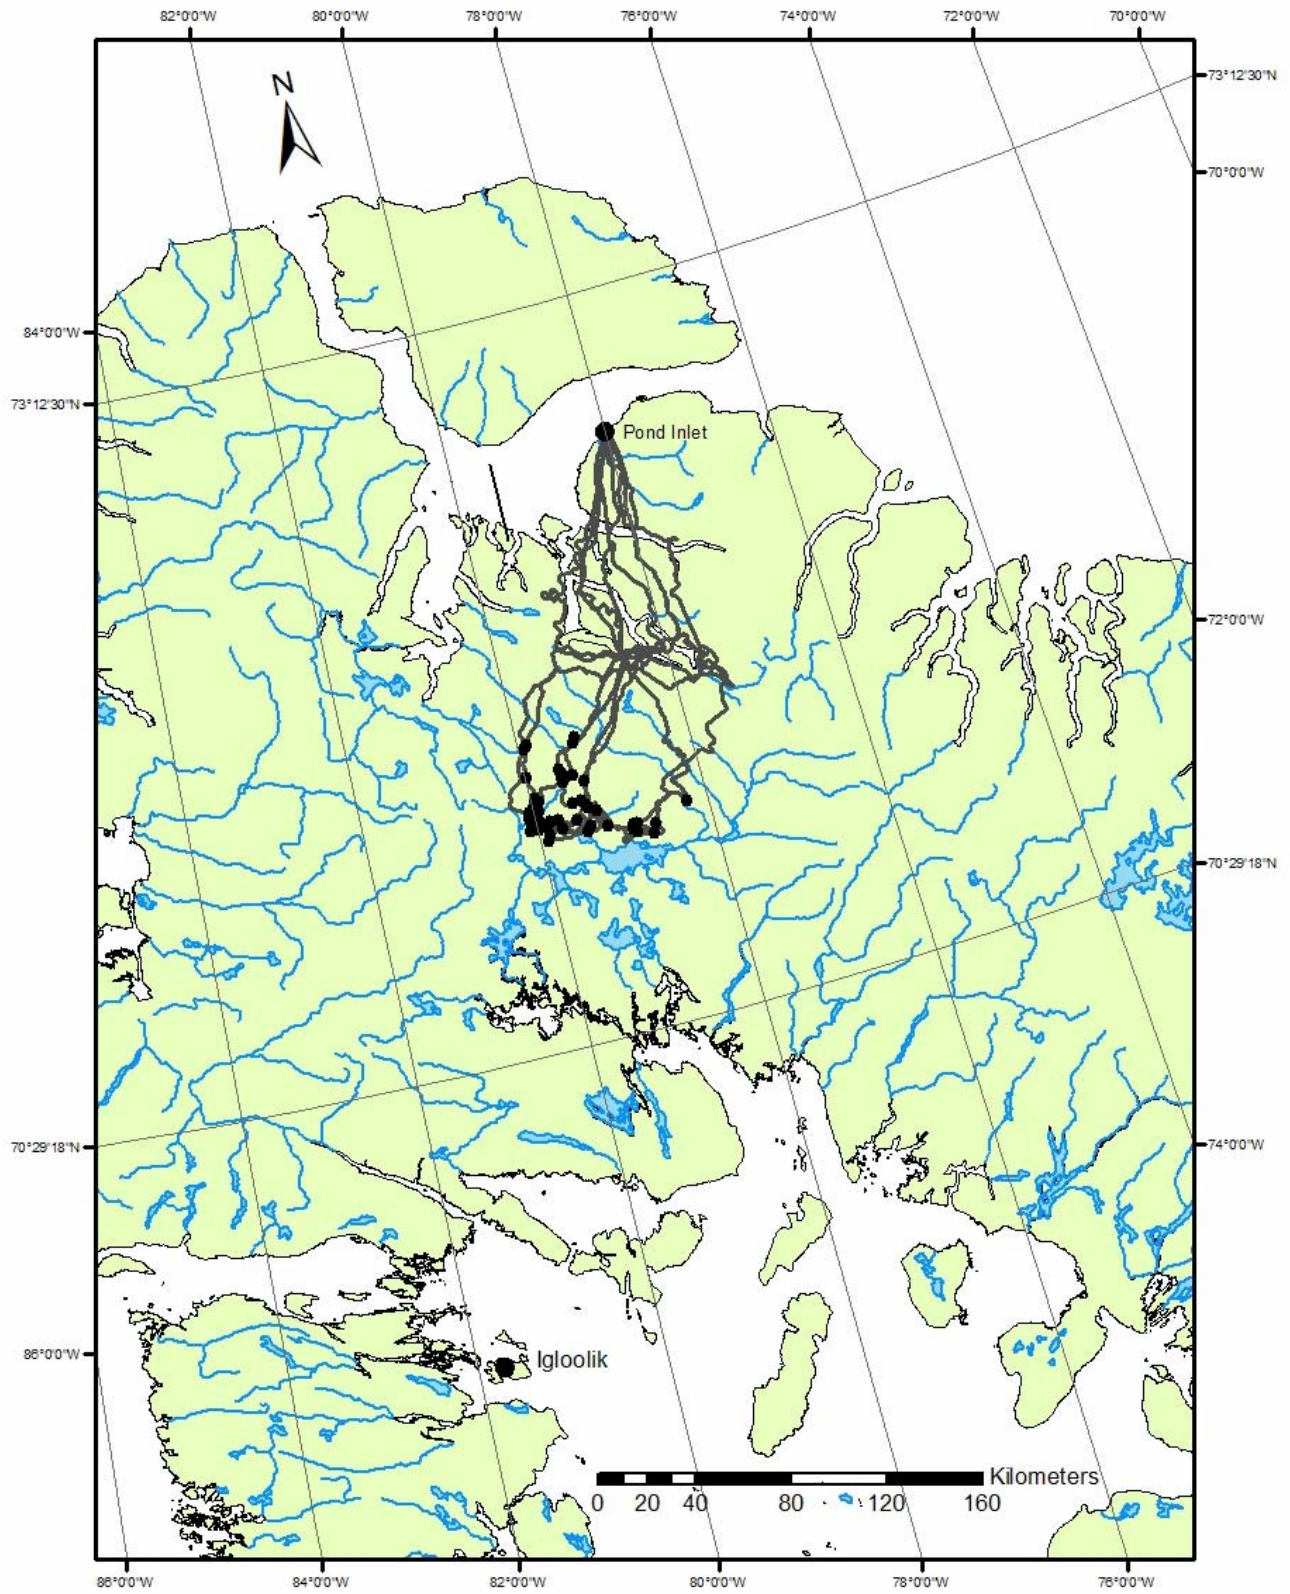 82°0'0"W 80°0'0"W 78°0'0"W 76°0'0"W 74°0'0"W 72°0'0"W 70°0'0"W
73°12'30"N
N
70°0'0"W
84°0'0"W
73°12'30"N
Pond Inlet
72°0'0"W
70°29'18"N
70°29'18"N
74°0'0"W
86°0'0"W
Igloolik
Kilometers
0 20 40 80 120 160
86°0'0"W 84°0'0"W 82°0'0"W 80°0'0"W 78°0'0"W 76°0'0"W